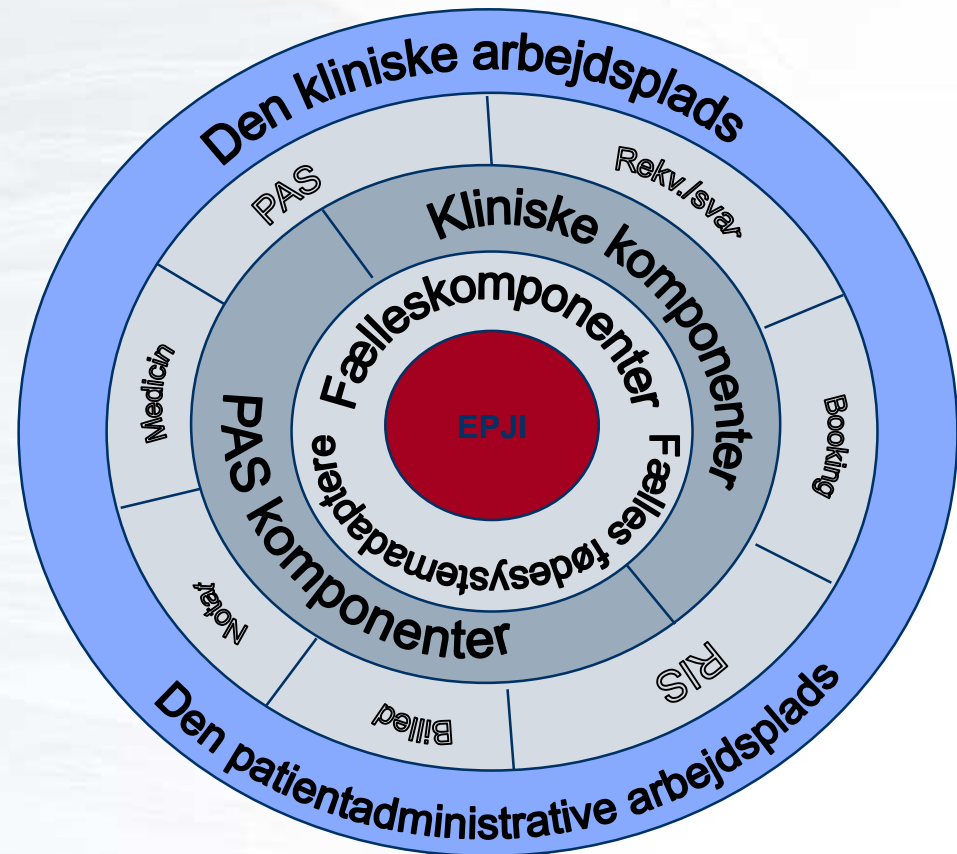 Den kliniske arbejdsplads
PAS
Rekv./svar
Kliniske komponenter
Fælleskomponenter
Medicin
EPJI
Booking
PAS komponenter
Fælles fødesystemadaptere
Notat
RIS
Billed
Den patientadministrative arbejdsplads